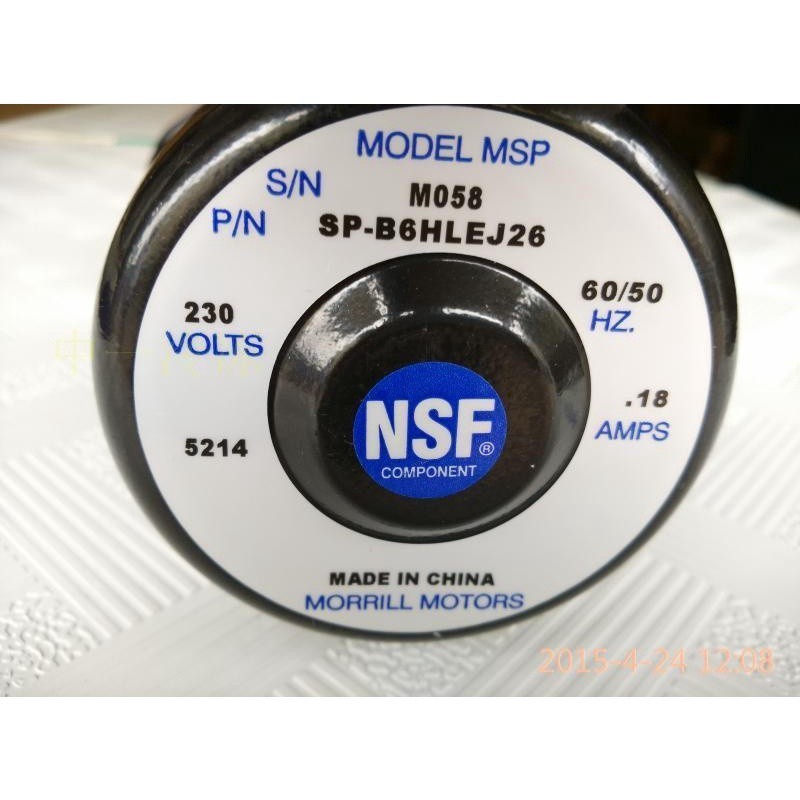 MODEL MSP
S/N M058
P/N SP-B6HLEJ26
230 VOLTS
60/50 HZ.
5214
.18 AMPS
NSF®
COMPONENT
MADE IN CHINA
MORRILL MOTORS
2015-4-24 12:08